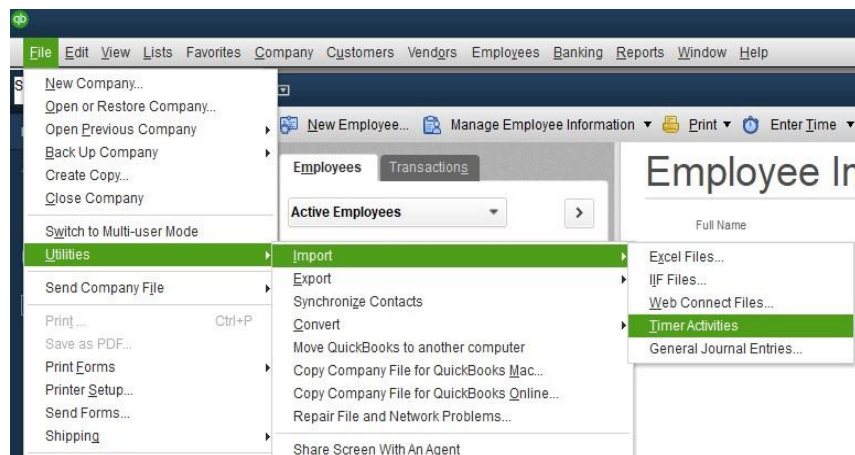 qb
File Edit View Lists Favorites Company Customers Vendors Employees Banking Reports Window Help
New Company...
Open or Restore Company...
Open Previous Company
Back Up Company
Create Copy...
Close Company
Switch to Multi-user Mode
Utilities
Send Company File
Print ... Ctrl+P
Save as PDF...
Print Forms
Printer Setup...
Send Forms...
Shipping
New Employee... Manage Employee Information Print Enter Time
Employees Transactions
Active Employees
Import
Export
Synchronize Contacts
Convert
Move QuickBooks to another computer
Copy Company File for QuickBooks Mac...
Copy Company File for QuickBooks Online...
Repair File and Network Problems...
Share Screen With An Agent
Employee In
Full Name
Excel Files...
IIF Files...
Web Connect Files...
Timer Activities
General Journal Entries...